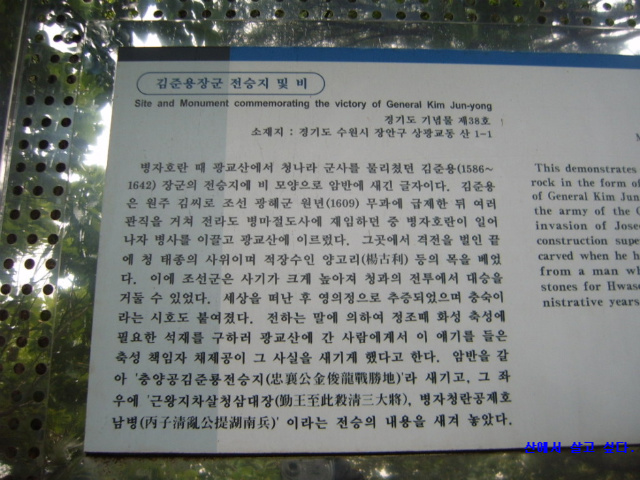 김준용장군 전승지 및 비
Site and Monument commemorating the victory of General Kim Jun-yong
경기도 기념물 제38호
소재지 : 경기도 수원시 장안구 상광교동 산 1-1
병자호란 때 광교산에서 청나라 군사를 물리쳤던 김준용(1586~
1642) 장군의 전승지에 비 모양으로 암반에 새긴 글자이다. 김준용
은 원주 김씨로 조선 광해군 원년(1609) 무과에 급제한 뒤 여러
관직을 거쳐 전라도 병마절도사에 재임하던 중 병자호란이 일어
나자 병사를 이끌고 광교산에 이르렀다. 그곳에서 격전을 벌인 끝
에 청 태종의 사위이며 적장수인 양고리(楊古利) 등의 목을 베었
다. 이에 조선군은 사기가 크게 높아져 청과의 전투에서 대승을
거둘 수 있었다. 세상을 떠난 후 영의정으로 추증되었으며 충숙이
라는 시호도 붙여졌다. 전하는 말에 의하여 정조때 화성 축성에
필요한 석재를 구하러 광교산에 간 사람에게서 이 얘기를 들은
축성 책임자 채제공이 그 사실을 새기게 했다고 한다. 암반을 갈
아 '충양공김준룡전승지(忠襄公金俊龍戰勝地)'라 새기고, 그 좌
우에 '근왕지차살청삼대장(勤王至此殺淸三大將), 병자청란공제호
남병(丙子淸亂公提湖南兵)' 이라는 전승의 내용을 새겨 놓았다.
This demonstrates
rock in the form o
of General Kim Jun
the army of the C
invasion of Jose
construction supe
carved when he h
from a man wh
stones for Hwase
nistrative years
산에서 살고 싶다.